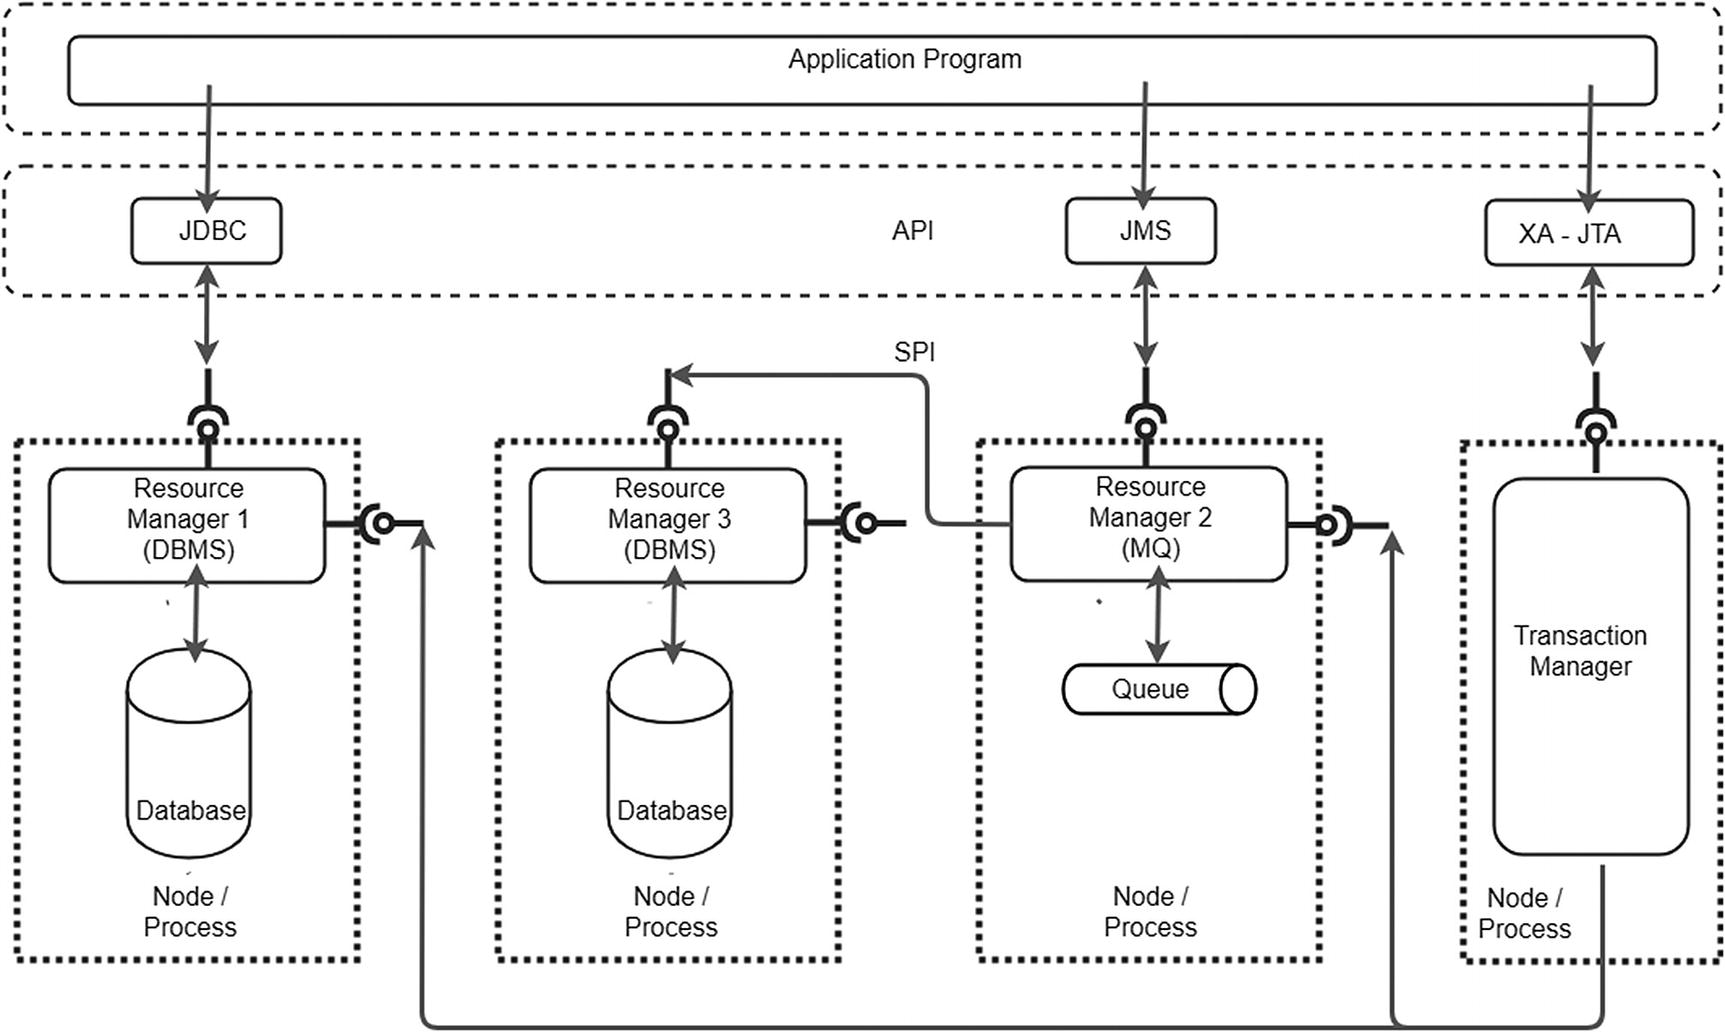 Application Program
JDBC
API
JMS
XA - JTA
SPI
Resource
Manager 1
(DBMS)
Resource
Manager 3
(DBMS)
Resource
Manager 2
(MQ)
Transaction
Manager
Queue
Database
Database
Node /
Process
Node /
Process
Node /
Process
Node /
Process